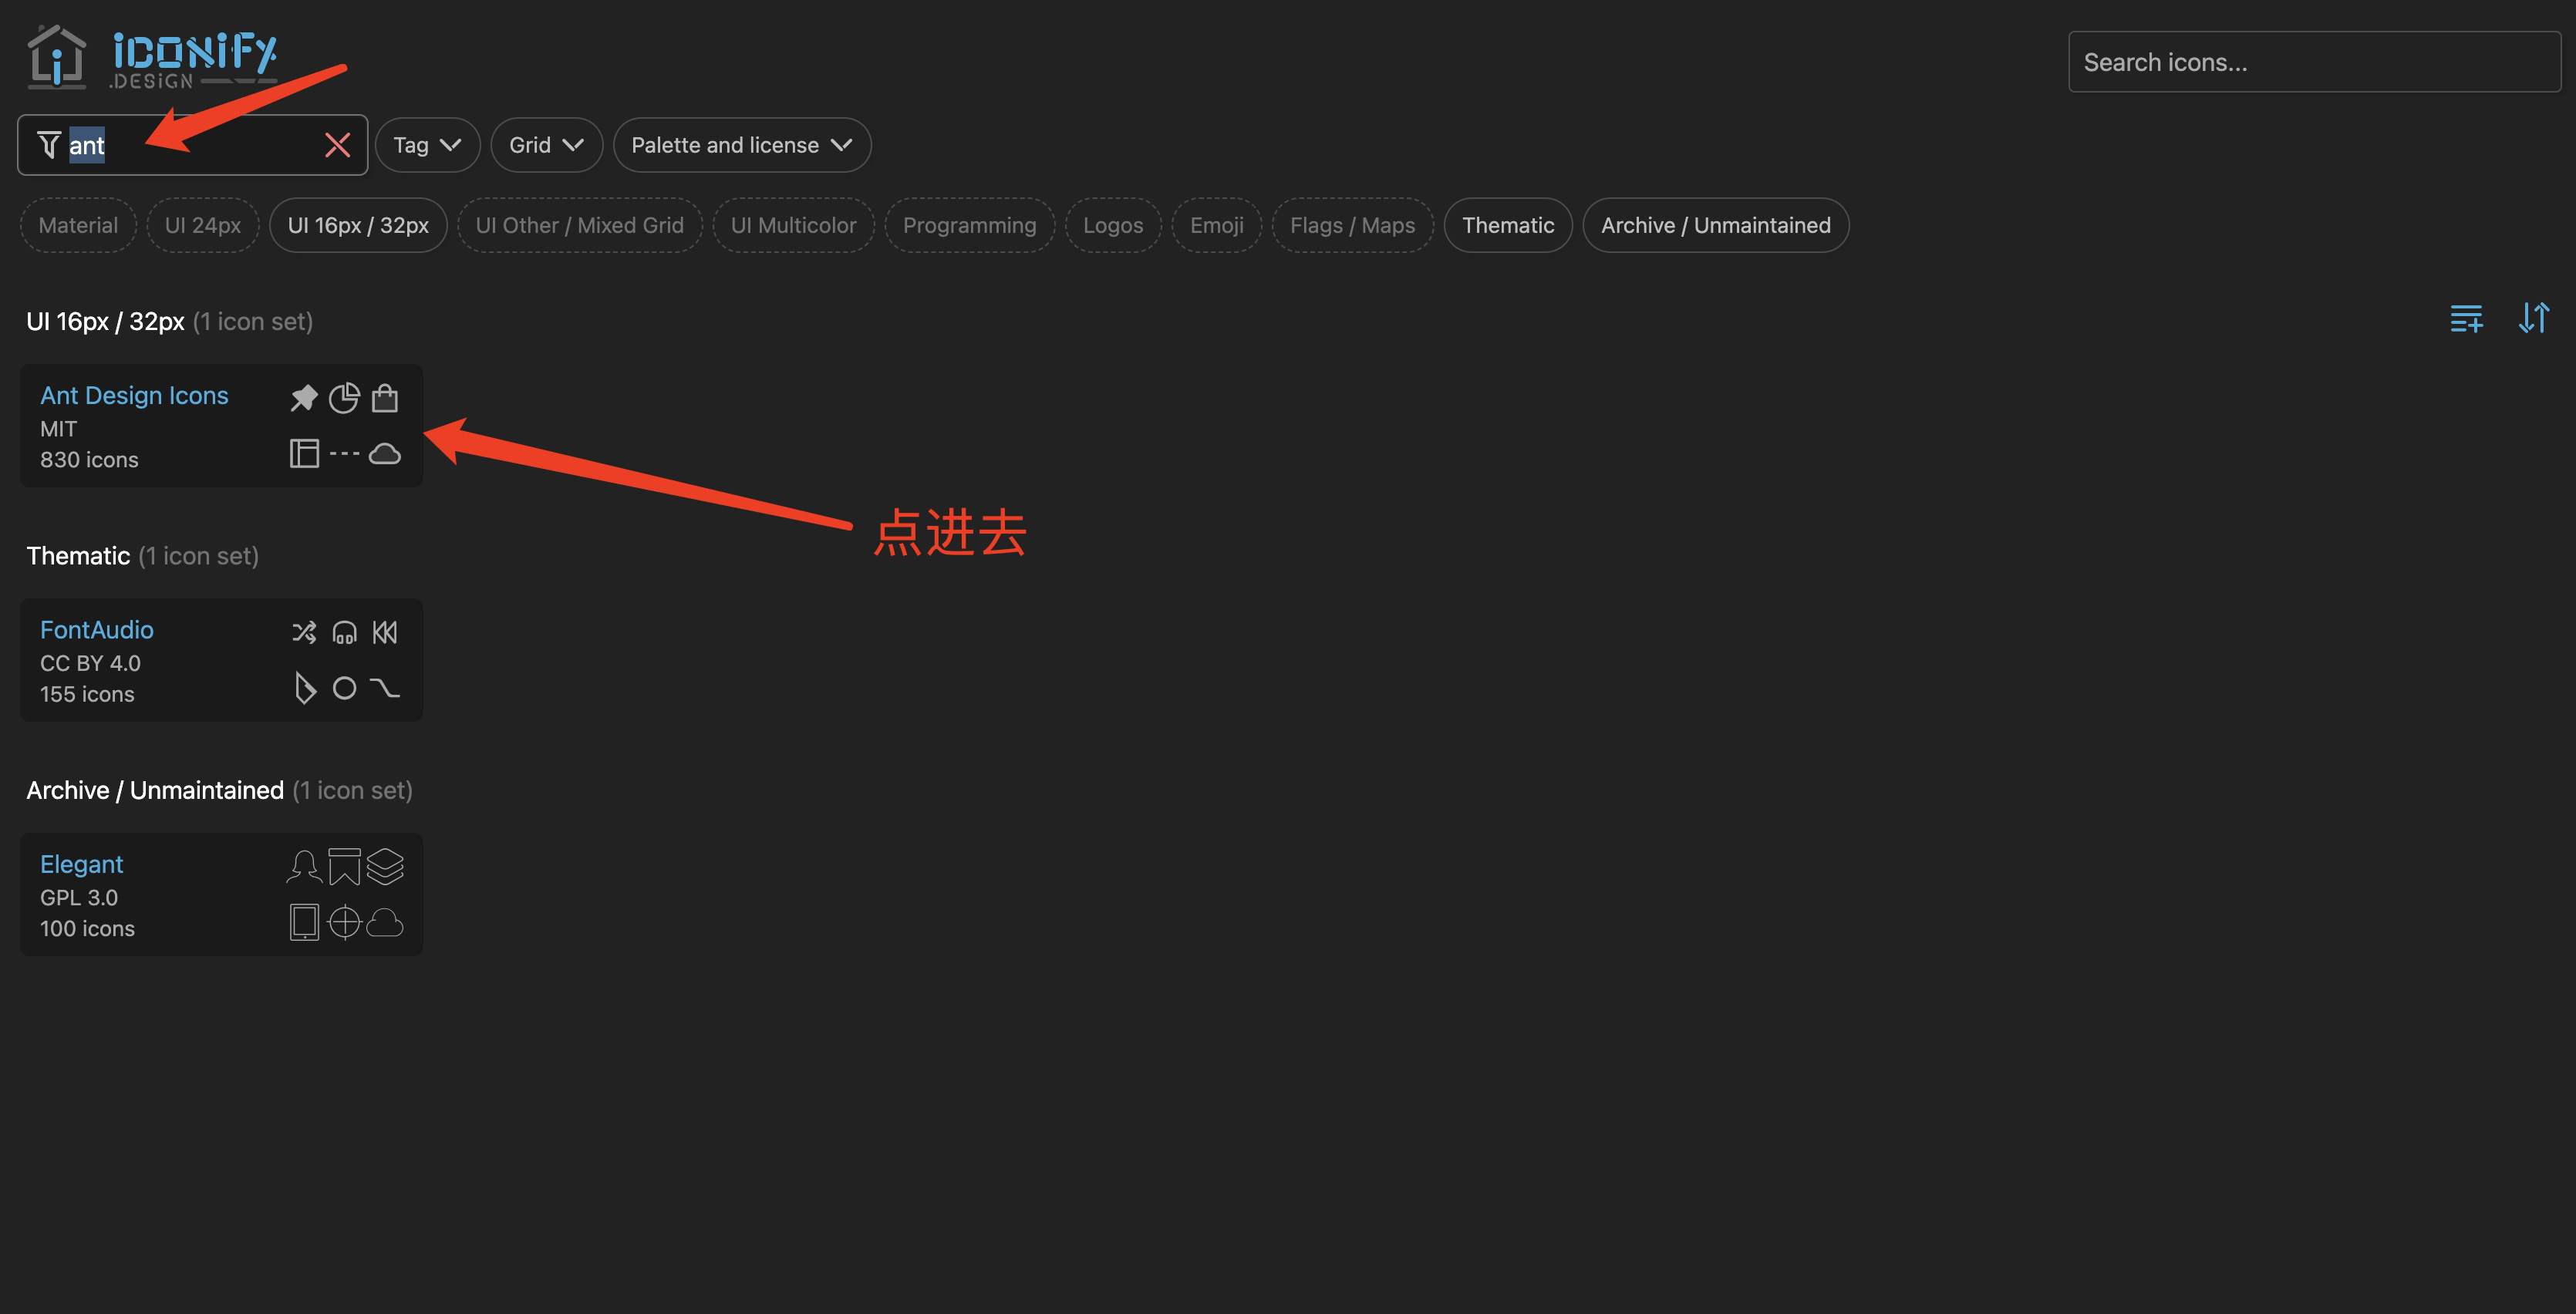 iCONiFY
.DESiGN
Search icons...
ant
Tag
Grid
Palette and license
Material
UI 24px
UI 16px / 32px
UI Other / Mixed Grid
UI Multicolor
Programming
Logos
Emoji
Flags / Maps
Thematic
Archive / Unmaintained
UI 16px / 32px (1 icon set)
Ant Design Icons
MIT
830 icons
点进去
Thematic (1 icon set)
FontAudio
CC BY 4.0
155 icons
Archive / Unmaintained (1 icon set)
Elegant
GPL 3.0
100 icons